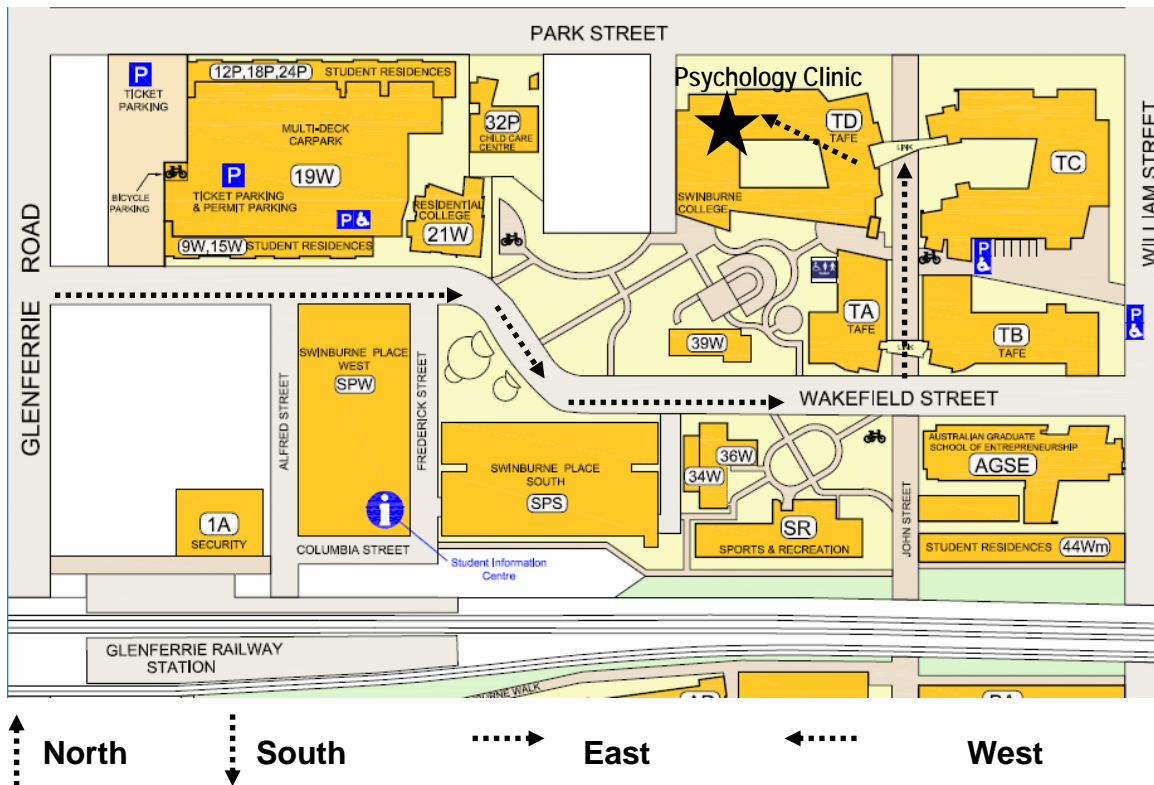 PARK STREET
P
TICKET
PARKING
12P,18P,24P STUDENT RESIDENCES
MULTI-DECK
CARPARK
19W
P
TICKET PARKING
& PERMIT PARKING
P
BICYCLE
PARKING
9W,15W STUDENT RESIDENCES
32P
CHILD CARE
CENTRE
RESIDENTIAL
COLLEGE
21W
Psychology Clinic
TD
TAFE
LINK
TC
SWINBURNE
COLLEGE
WILLIAM STREET
GLENFERRIE ROAD
P
P
TA
TAFE
TB
TAFE
LINK
39W
SWINBURNE PLACE
WEST
SPW
ALFRED STREET
FREDERICK STREET
WAKEFIELD STREET
SWINBURNE PLACE
SOUTH
SPS
36W
34W
AUSTRALIAN GRADUATE
SCHOOL OF ENTREPRENEURSHIP
AGSE
JOHN STREET
1A
SECURITY
i
COLUMBIA STREET
Student Information
Centre
SR
SPORTS & RECREATION
STUDENT RESIDENCES 44Wm
GLENFERRIE RAILWAY
STATION
North
South
East
West